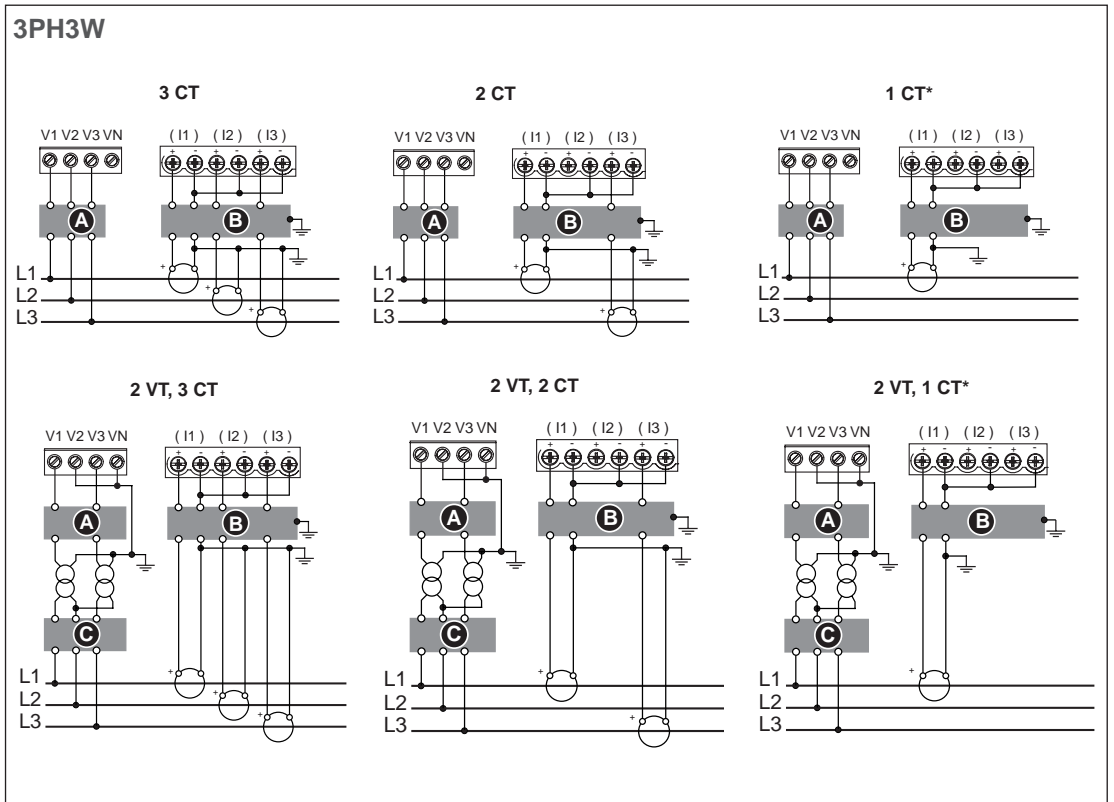 3PH3W
3 CT
2 CT
1 CT*
V1 V2 V3 VN
( I1 ) ( I2 ) ( I3 )
V1 V2 V3 VN
( I1 ) ( I2 ) ( I3 )
V1 V2 V3 VN
( I1 ) ( I2 ) ( I3 )
+ - + - + -
+ - + - + -
+ - + - + -
A
B
A
B
A
B
L1 +
L2 +
L3 +
L1 +
L2
L3 +
L1 +
L2
L3
2 VT, 3 CT
2 VT, 2 CT
2 VT, 1 CT*
V1 V2 V3 VN
( I1 ) ( I2 ) ( I3 )
V1 V2 V3 VN
( I1 ) ( I2 ) ( I3 )
V1 V2 V3 VN
( I1 ) ( I2 ) ( I3 )
+ - + - + -
+ - + - + -
+ - + - + -
A
B
A
B
A
B
C
C
C
L1 +
L2 +
L3 +
L1 +
L2
L3 +
L1 +
L2
L3